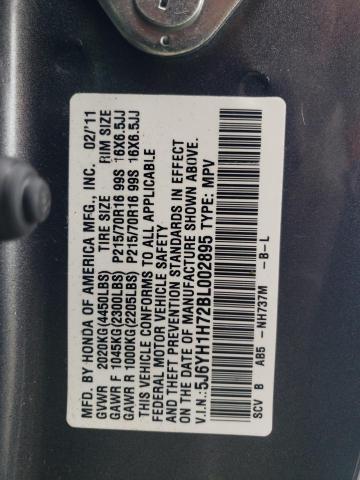 MFD. BY HONDA OF AMERICA MFG., INC. 02/'11
GVWR 2020KG(4450LBS) TIRE SIZE RIM SIZE
GAWR F 1045KG(2300LBS) P215/70R16 99S 16X6.5JJ
GAWR R 1000KG(2205LBS) P215/70R16 99S 16X6.5JJ
THIS VEHICLE CONFORMS TO ALL APPLICABLE
FEDERAL MOTOR VEHICLE SAFETY
AND THEFT PREVENTION STANDARDS IN EFFECT
ON THE DATE OF MANUFACTURE SHOWN ABOVE.
V.I.N.: 5J6YH1H72BL002895 TYPE: MPV
SCV B AB5 -NH737M -B-L